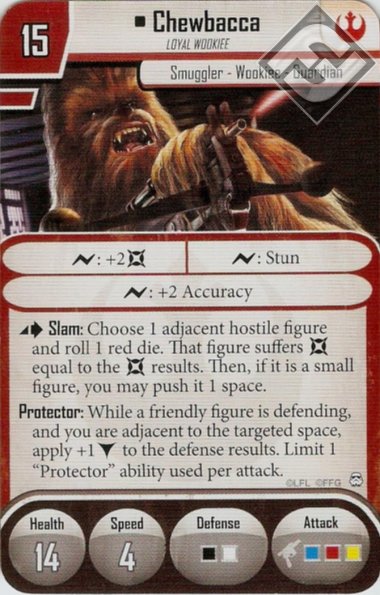 15
Chewbacca
LOYAL WOOKIEE
Smuggler - Wookiee - Guardian
: +2
: Stun
: +2 Accuracy
Slam: Choose 1 adjacent hostile figure
and roll 1 red die. That figure suffers
equal to the results. Then, if it is a small
figure, you may push it 1 space.
Protector: While a friendly figure is defending,
and you are adjacent to the targeted space,
apply +1 to the defense results. Limit 1
“Protector” ability used per attack.
©LFL ©FFG
Health
Speed
Defense
Attack
14
4